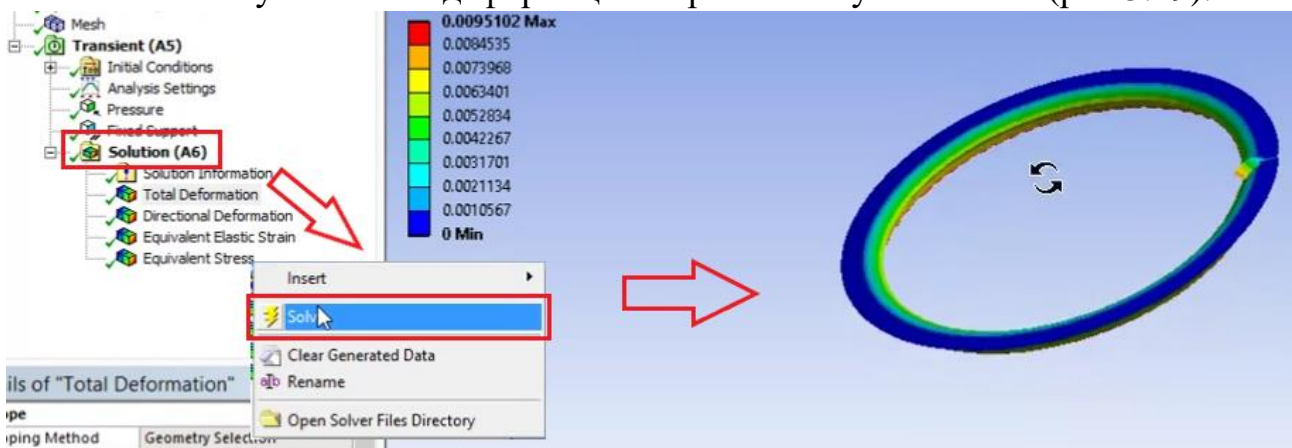 Mesh
Transient (A5)
Initial Conditions
Analysis Settings
Pressure
Fixed Support
Solution (A6)
Solution Information
Total Deformation
Directional Deformation
Equivalent Elastic Strain
Equivalent Stress
0.0095102 Max
0.0084535
0.0073968
0.0063401
0.0052834
0.0042267
0.0031701
0.0021134
0.0010567
0 Min
Insert
Solve
Clear Generated Data
Rename
Open Solver Files Directory
ils of "Total Deformation"
ope
oping Method Geometry Selection